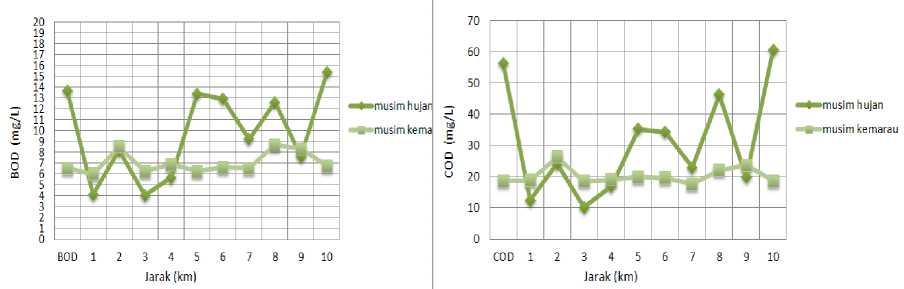 20
19
18
17
16
15
14
13
12
11
10
9
8
7
6
5
4
3
2
1
0
BOD (mg/L)
BOD 1 2 3 4 5 6 7 8 9 10
Jarak (km)
musim hujan
musim kema
70
60
50
40
30
20
10
0
COD (mg/L)
COD 1 2 3 4 5 6 7 8 9 10
Jarak (km)
musim hujan
musim kemarau